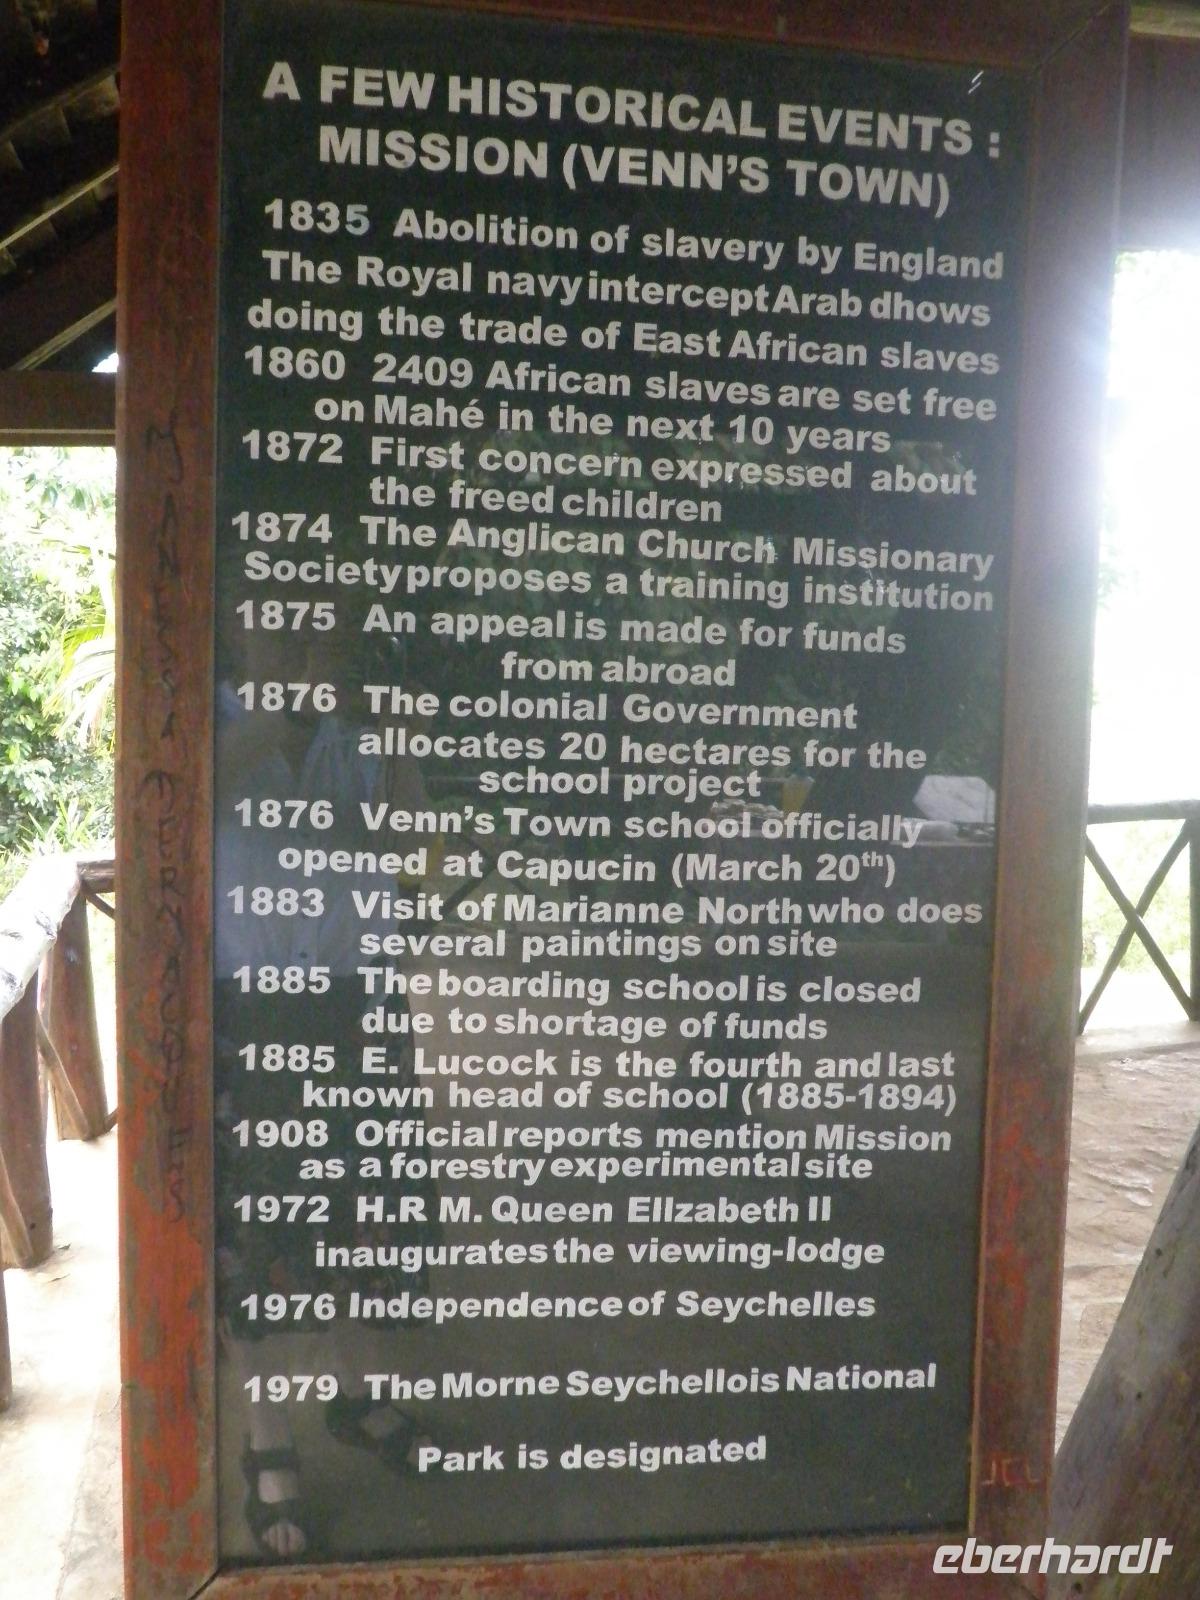 A FEW HISTORICAL EVENTS :
MISSION (VENN'S TOWN)
1835 Abolition of slavery by England
The Royal navy intercept Arab dhows
doing the trade of East African slaves
1860 2409 African slaves are set free
on Mahé in the next 10 years
1872 First concern expressed about
the freed children
1874 The Anglican Church Missionary
Society proposes a training institution
1875 An appeal is made for funds
from abroad
1876 The colonial Government
allocates 20 hectares for the
school project
1876 Venn's Town school officially
opened at Capucin (March 20th)
1883 Visit of Marianne North who does
several paintings on site
1885 The boarding school is closed
due to shortage of funds
1885 E. Lucock is the fourth and last
known head of school (1885-1894)
1908 Official reports mention Mission
as a forestry experimental site
1972 H.R M. Queen Ellzabeth II
inaugurates the viewing-lodge
1976 Independence of Seychelles
1979 The Morne Seychellois National
Park is designated
eberhardt